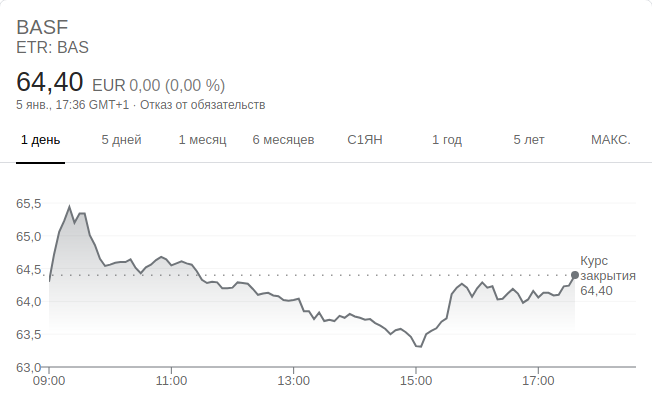 BASF
ETR: BAS
64,40 EUR 0,00 (0,00 %)
5 янв., 17:36 GMT+1 · Отказ от обязательств
1 день 5 дней 1 месяц 6 месяцев С1ЯН 1 год 5 лет МАКС.
65,5
65,0
64,5
64,0
63,5
63,0
Курс
закрытия
64,40
09:00 11:00 13:00 15:00 17:00